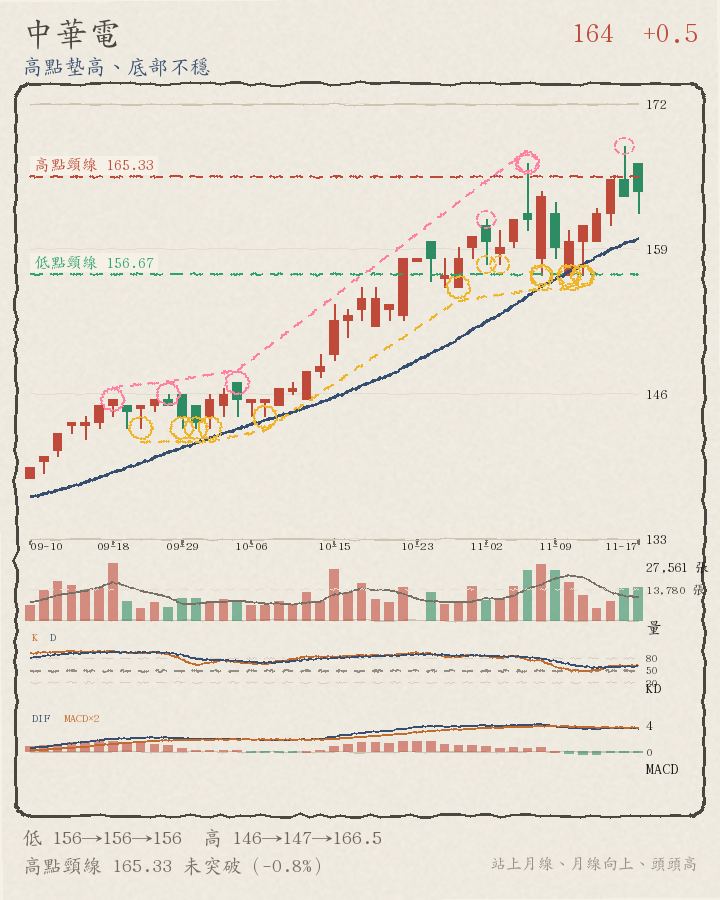 中華電
164 +0.5
高點墊高、底部不穩
172
高點頸線 165.33
159
低點頸線 156.67
146
133
09-10 09-18 09-29 10-06 10-15 10-23 11-02 11-09 11-17
27,561 張
13,780 張
量
K D
80
50
20
KD
DIF MACD×2
4
0
MACD
低 156→156→156 高 146→147→166.5
高點頸線 165.33 未突破 (-0.8%)
站上月線、月線向上、頭頭高